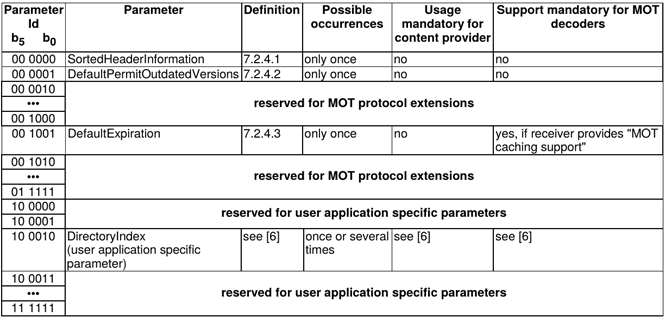 Parameter Id b5 b0 Parameter Definition Possible occurrences Usage mandatory for content provider Support mandatory for MOT decoders
00 0000 SortedHeaderInformation 7.2.4.1 only once no no
00 0001 DefaultPermitOutdatedVersions 7.2.4.2 only once no no
00 0010
•••
00 1000
reserved for MOT protocol extensions
00 1001 DefaultExpiration 7.2.4.3 only once no yes, if receiver provides "MOT caching support"
00 1010
•••
01 1111
reserved for MOT protocol extensions
10 0000
10 0001
reserved for user application specific parameters
10 0010 DirectoryIndex (user application specific parameter) see [6] once or several times see [6] see [6]
10 0011
•••
11 1111
reserved for user application specific parameters